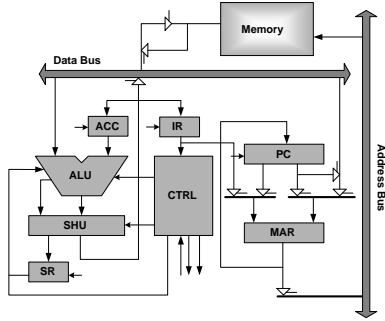 Memory
Data Bus
ACC
IR
PC
ALU
CTRL
Address Bus
SHU
MAR
SR